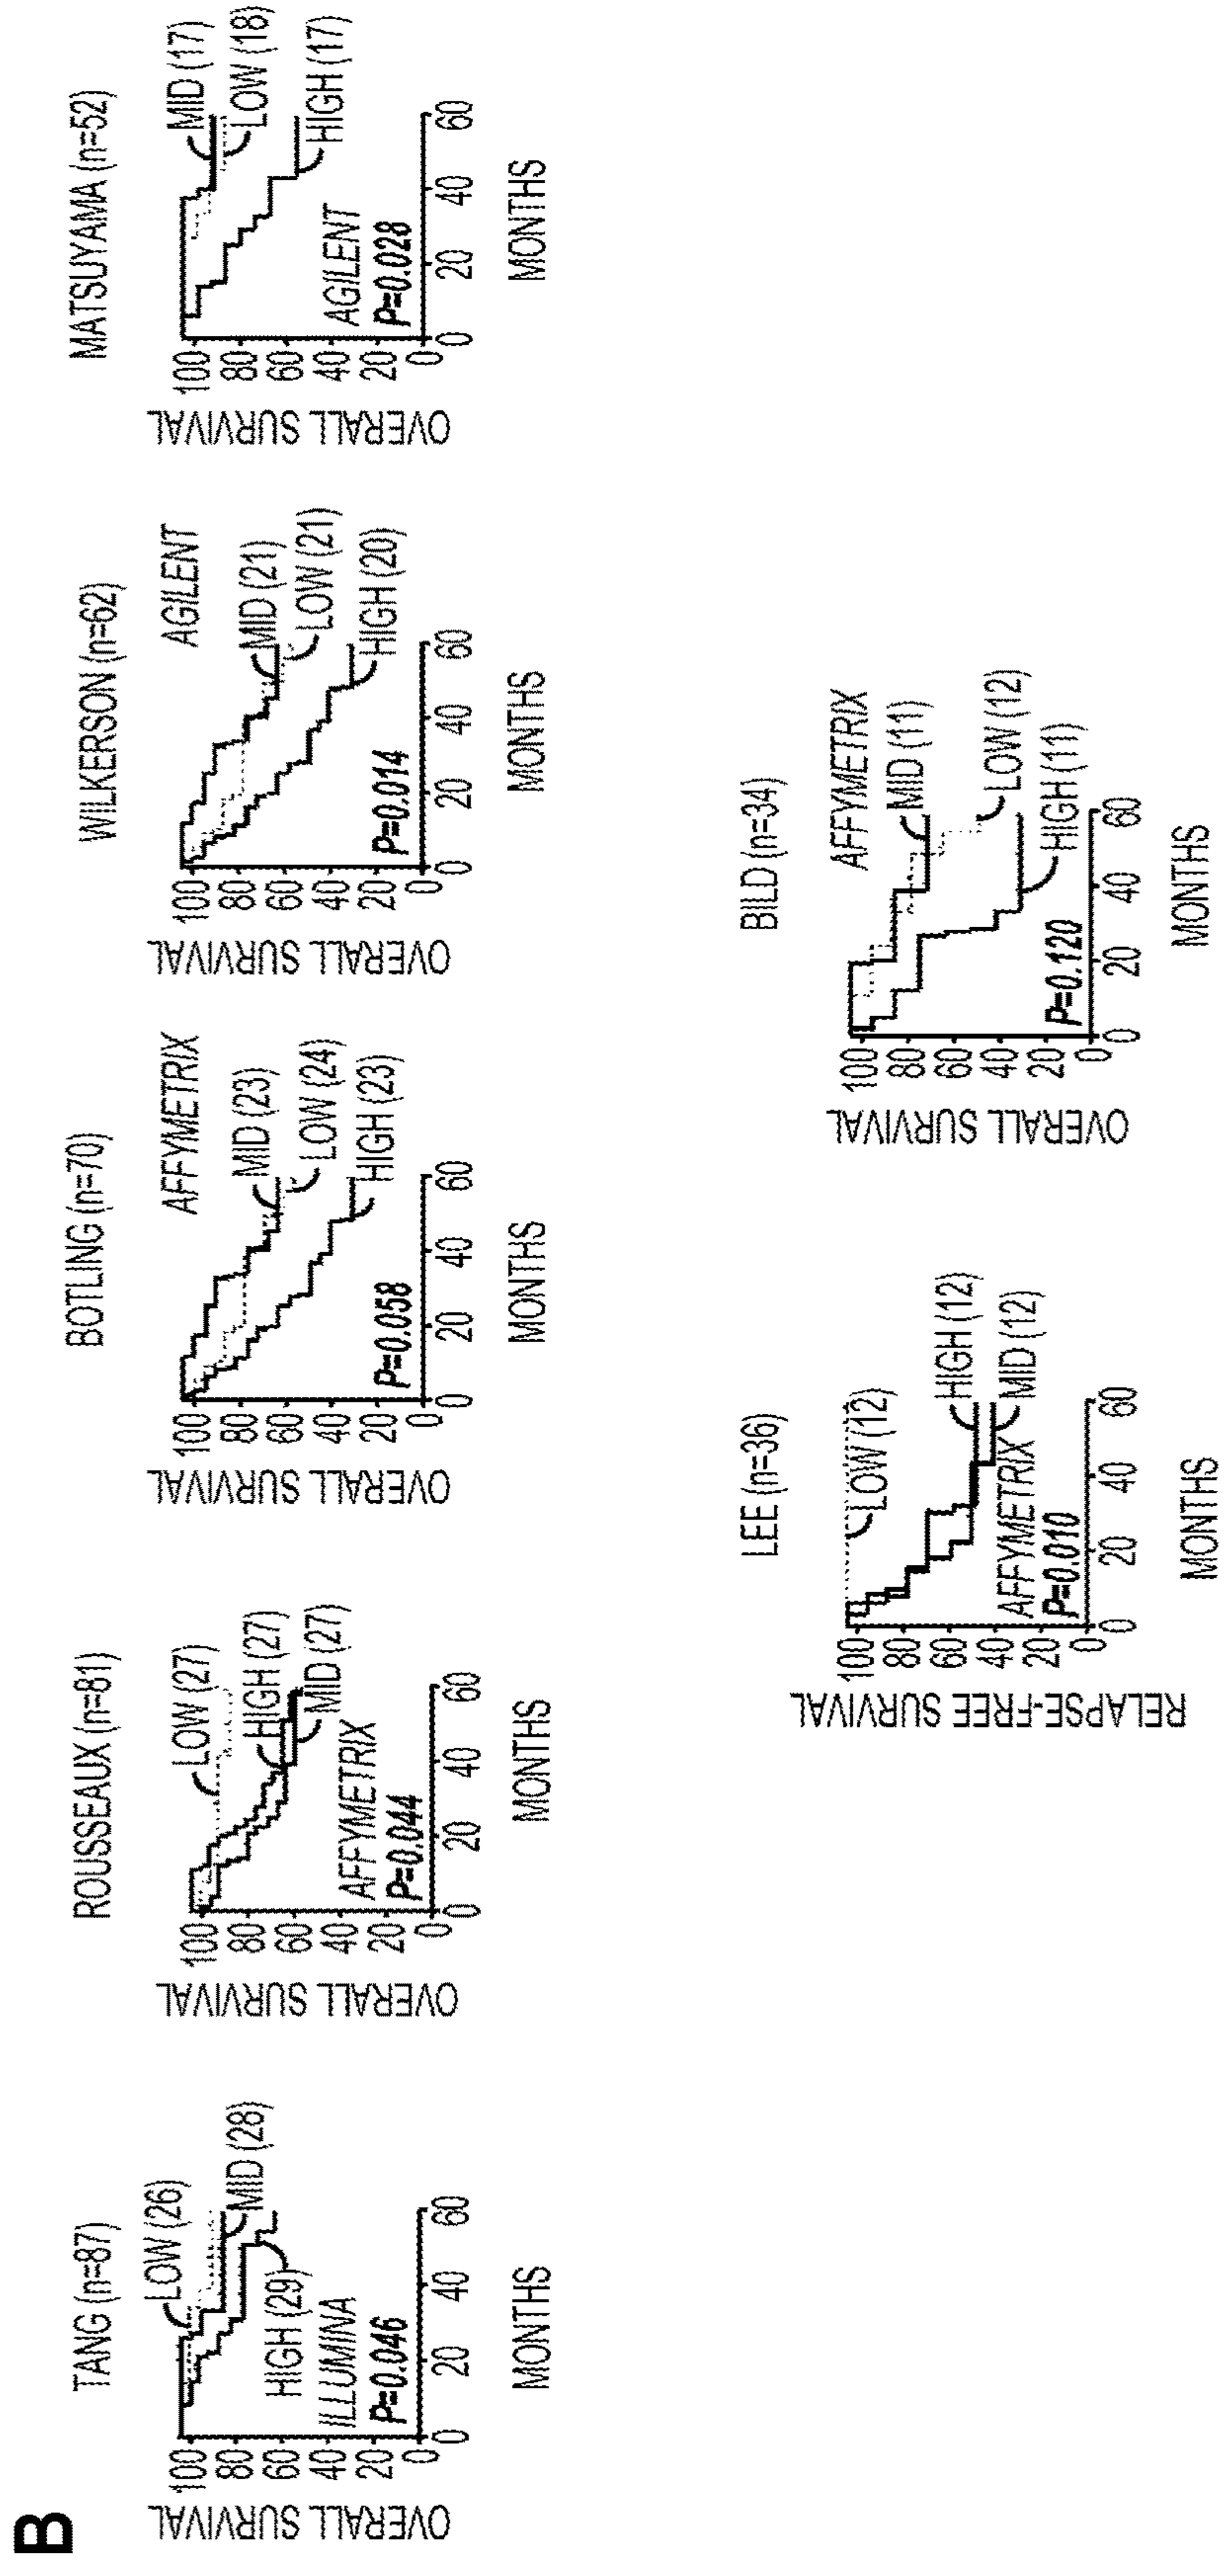 B
TANG (n=87)
OVERALL SURVIVAL
100
80
60
40
20
0
LOW (26)
MID (28)
HIGH (29)
ILLUMINA
P=0.046
0
20
40
60
MONTHS
ROUSSEAUX (n=81)
OVERALL SURVIVAL
100
80
60
40
20
0
LOW (27)
HIGH (27)
MID (27)
AFFYMETRIX
P=0.044
0
20
40
60
MONTHS
BOTLING (n=70)
OVERALL SURVIVAL
100
80
60
40
20
0
AFFYMETRIX
MID (23)
LOW (24)
HIGH (23)
P=0.058
0
20
40
60
MONTHS
WILKERSON (n=62)
OVERALL SURVIVAL
100
80
60
40
20
0
AGILENT
MID (21)
LOW (21)
HIGH (20)
P=0.014
0
20
40
60
MONTHS
MATSUYAMA (n=52)
OVERALL SURVIVAL
100
80
60
40
20
0
MID (17)
LOW (18)
HIGH (17)
AGILENT
P=0.028
0
20
40
60
MONTHS
LEE (n=36)
RELAPSE-FREE SURVIVAL
100
80
60
40
20
0
LOW (12)
HIGH (12)
MID (12)
AFFYMETRIX
P=0.010
0
20
40
60
MONTHS
BILD (n=34)
OVERALL SURVIVAL
100
80
60
40
20
0
AFFYMETRIX
MID (11)
LOW (12)
HIGH (11)
P=0.120
0
20
40
60
MONTHS